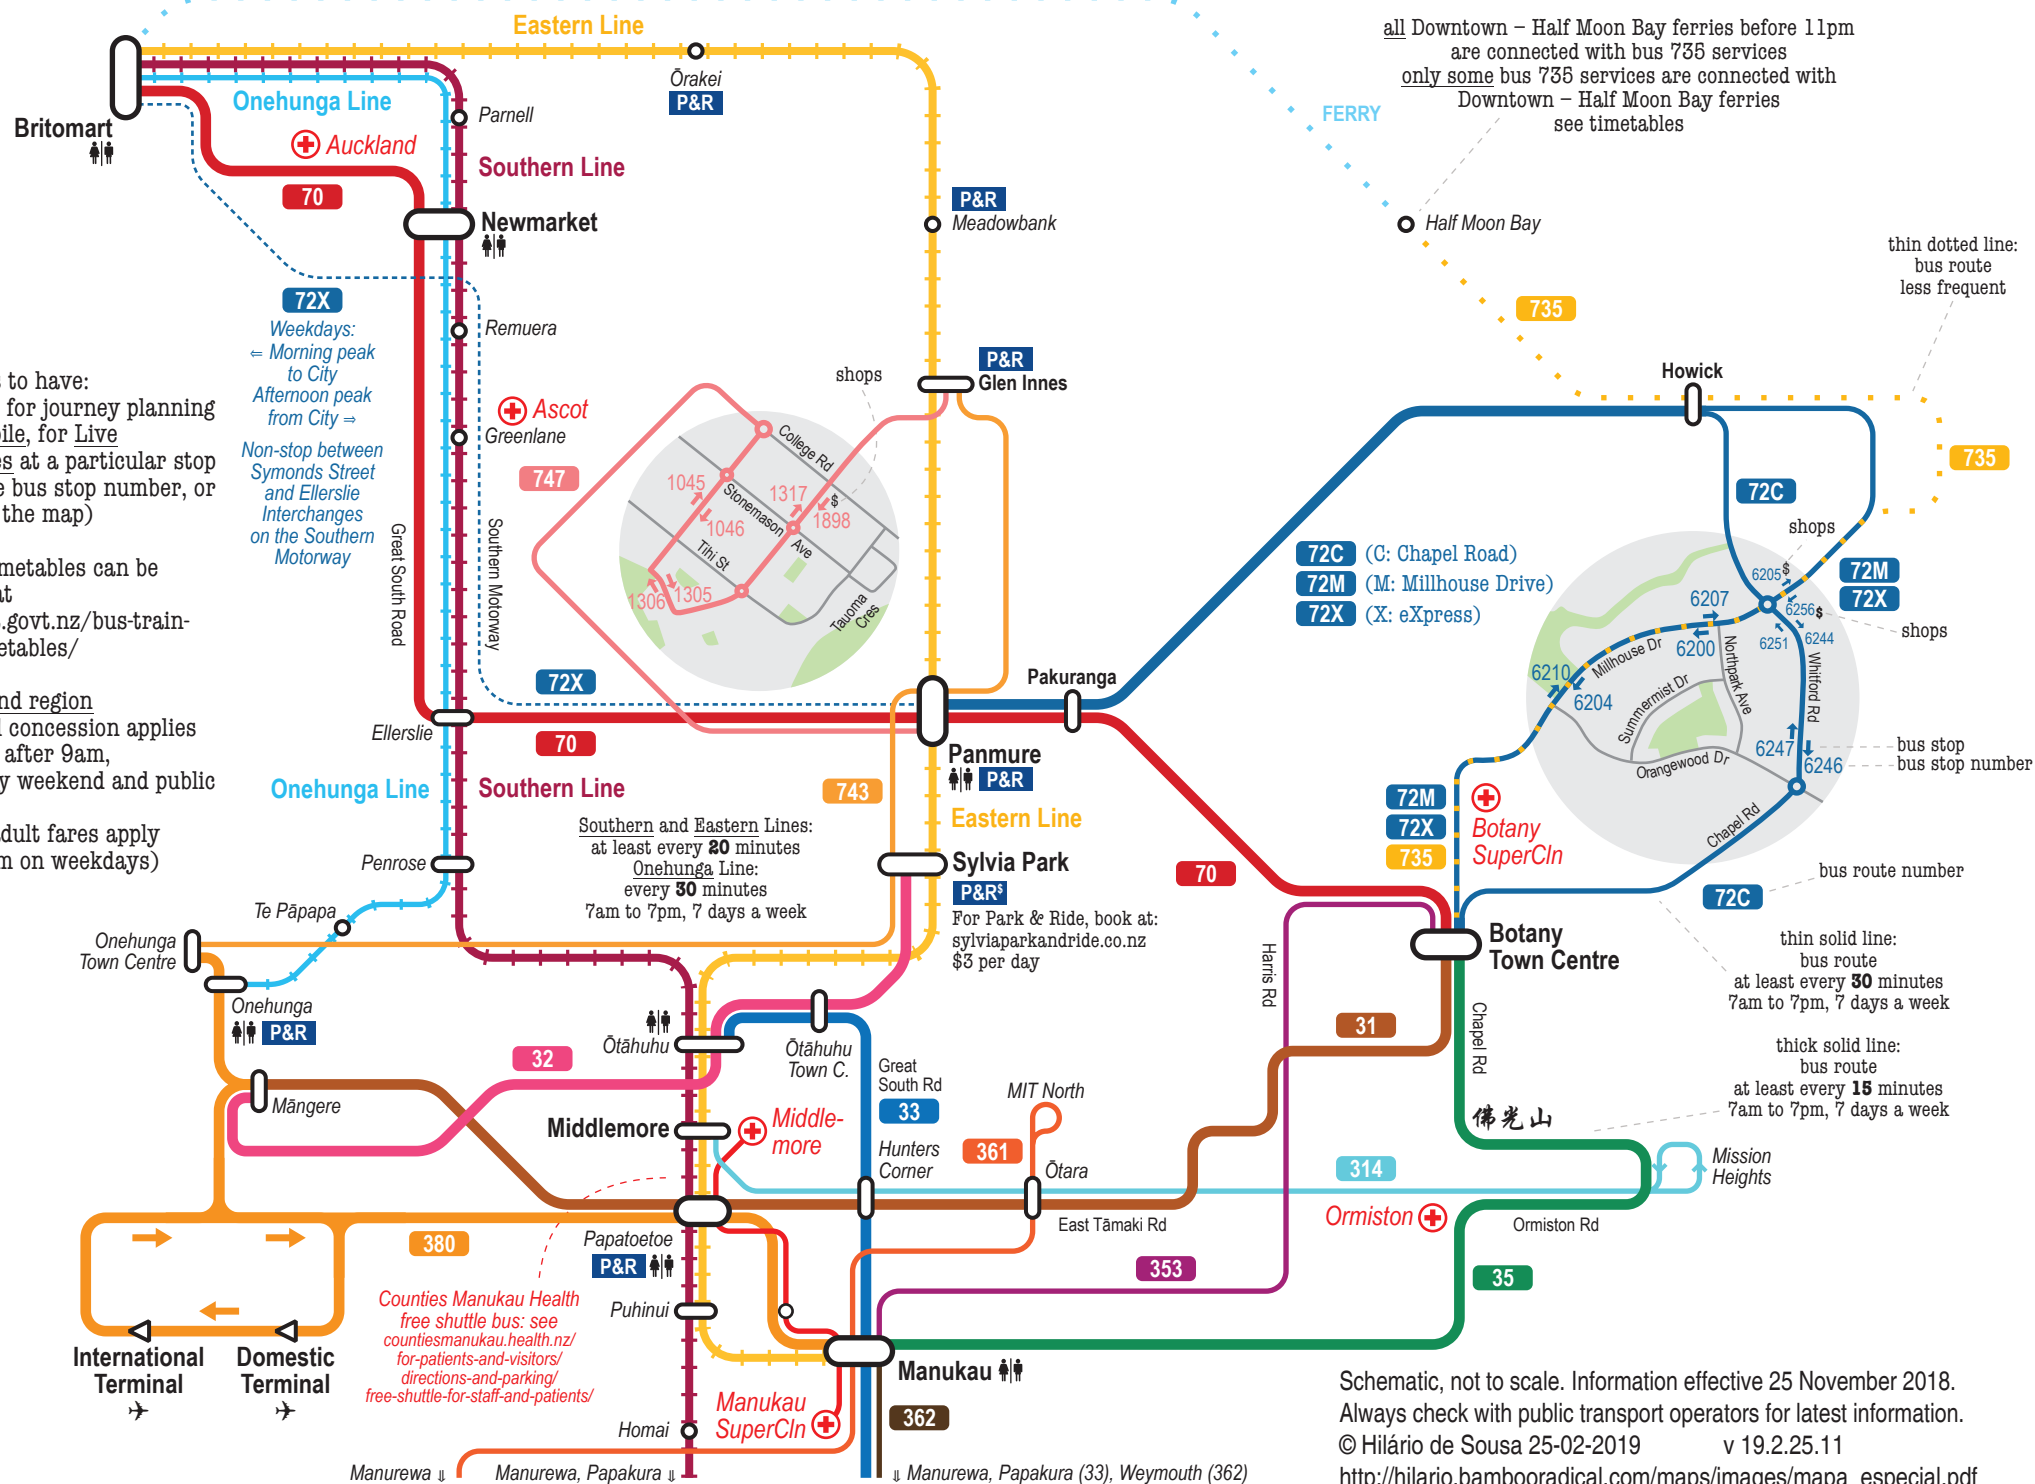 Eastern Line
all Downtown – Half Moon Bay ferries before 11pm
are connected with bus 735 services
only some bus 735 services are connected with
Downtown – Half Moon Bay ferries
see timetables
Ōrakei
P&R
Onehunga Line
FERRY
Britomart
Parnell
Auckland
Southern Line
70
P&R
Meadowbank
Newmarket
Half Moon Bay
thin dotted line:
bus route
less frequent
72X
Weekdays:
⇐ Morning peak
to City
Afternoon peak
from City ⇒
Non-stop between
Symonds Street
and Ellerslie
Interchanges
on the Southern
Motorway
Remuera
735
P&R
Glen Innes
shops
Howick
s to have:
for journey planning
bile, for Live
es at a particular stop
e bus stop number, or
the map)
Ascot
Greenlane
747
College Rd
1045
1046
1317
$
1898
Stonemason
Ave
Tihi St
1306
1305
Tauoma
Cres
735
72C
shops
Great South Road
Southern Motorway
72C (C: Chapel Road)
72M (M: Millhouse Drive)
72X (X: eXpress)
72M
72X
6205
$
6256
$
6207
6200
6251
6244
shops
Millhouse Dr
Northpark Ave
Whitford Rd
6210
6204
Summermist Dr
6247
6246
Orangewood Dr
bus stop
bus stop number
Chapel Rd
metables can be
at
.govt.nz/bus-train-
etables/
nd region
l concession applies
after 9am,
y weekend and public
adult fares apply
m on weekdays)
72X
Pakuranga
Ellerslie
70
Panmure
P&R
Onehunga Line
Southern Line
743
Eastern Line
72M
72X
735
Botany
SuperCln
Southern and Eastern Lines:
at least every 20 minutes
Onehunga Line:
every 30 minutes
7am to 7pm, 7 days a week
Penrose
Sylvia Park
P&R$
For Park & Ride, book at:
sylviaparkandride.co.nz
$3 per day
70
bus route number
72C
Te Pāpapa
Onehunga
Town Centre
Botany
Town Centre
thin solid line:
bus route
at least every 30 minutes
7am to 7pm, 7 days a week
Harris Rd
Onehunga
P&R
31
Chapel Rd
Ōtāhuhu
Ōtāhuhu
Town C.
Great
South Rd
33
thick solid line:
bus route
at least every 15 minutes
7am to 7pm, 7 days a week
32
Māngere
MIT North
佛光山
Middlemore
Middle-
more
Hunters
Corner
361
Ōtara
314
Mission
Heights
East Tāmaki Rd
Ormiston
Ormiston Rd
380
Papatoetoe
P&R
353
35
Counties Manukau Health
free shuttle bus: see
countiesmanukau.health.nz/
for-patients-and-visitors/
directions-and-parking/
free-shuttle-for-staff-and-patients/
Puhinui
International
Terminal
Domestic
Terminal
Manukau
Manukau
SuperCln
362
Homai
Manurewa ⇓
Manurewa, Papakura ⇓
⇓ Manurewa, Papakura (33), Weymouth (362)
Schematic, not to scale. Information effective 25 November 2018.
Always check with public transport operators for latest information.
© Hilário de Sousa 25-02-2019 v 19.2.25.11
http://hilario.bambooradical.com/maps/images/mapa_especial.pdf